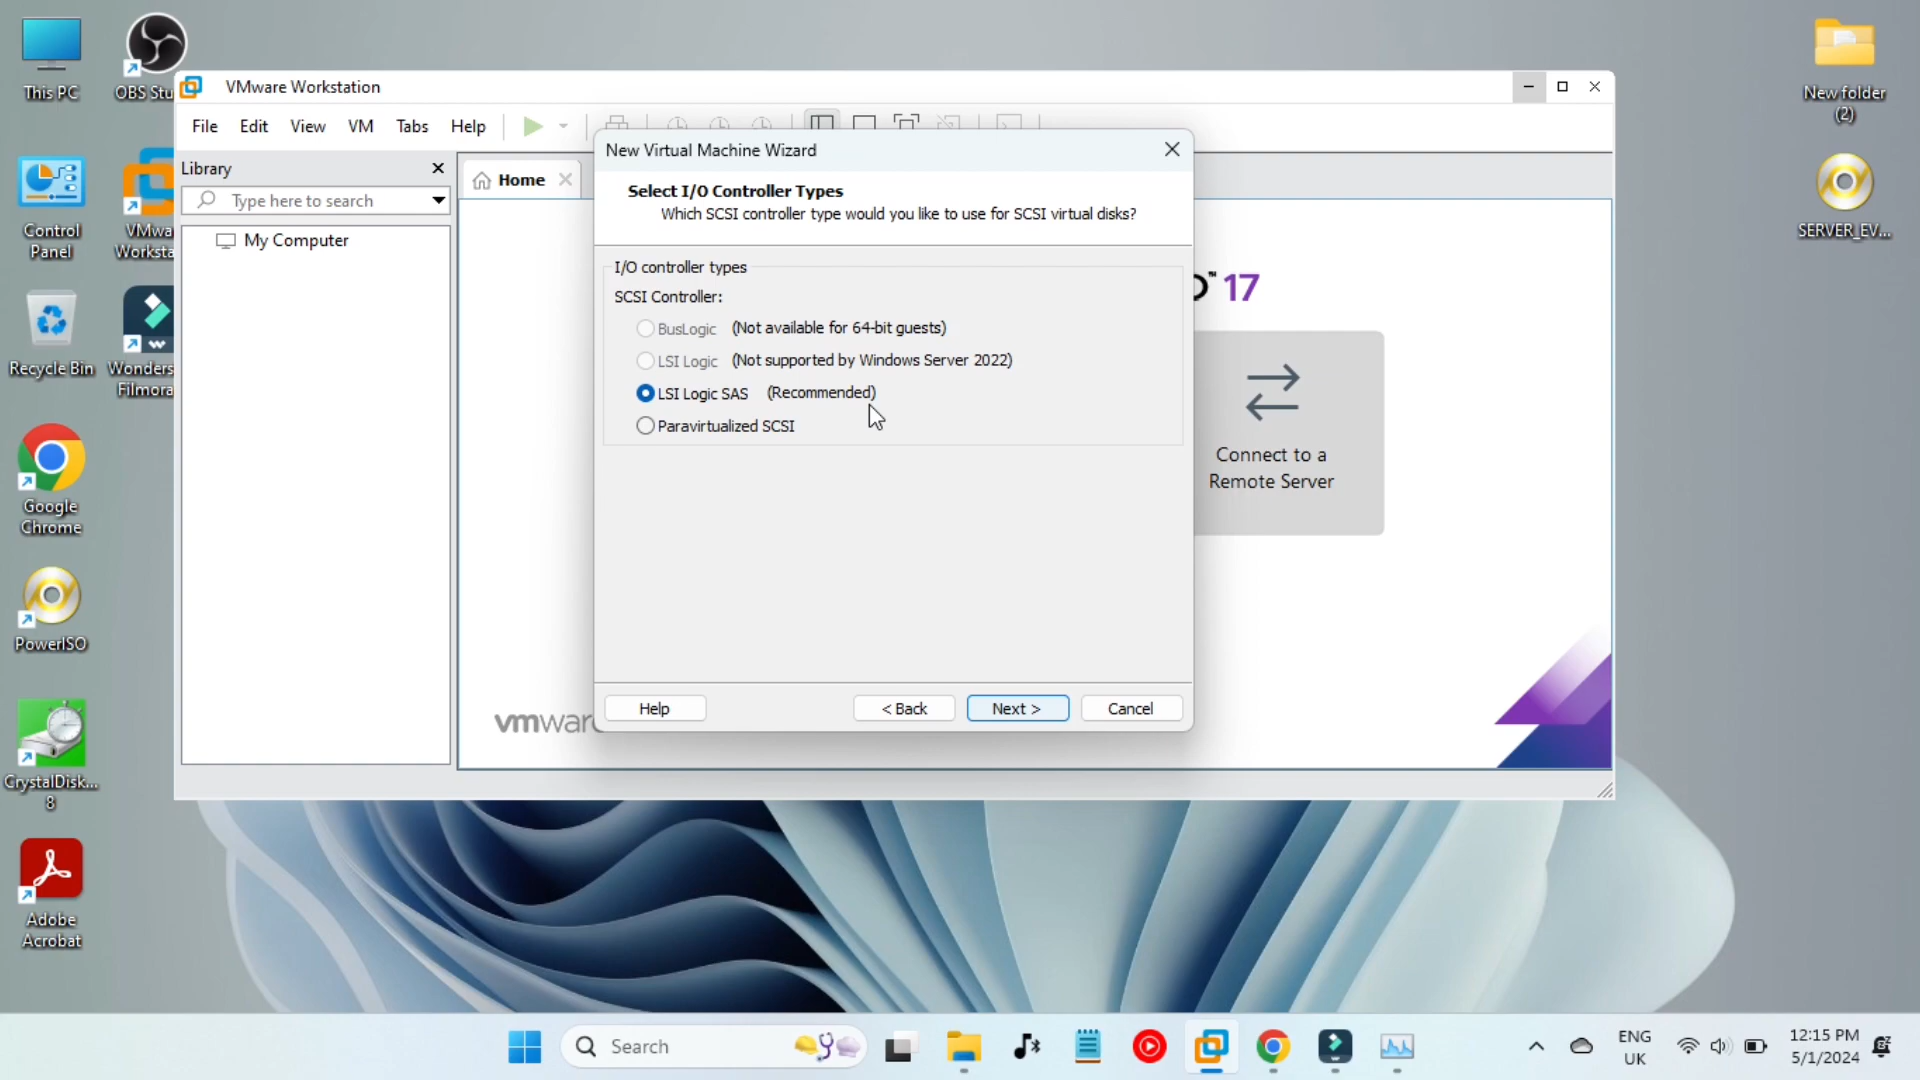 This PC
OBS Stu
Control
Panel
VMwa
Worksta
Recycle Bin
Wonders
Filmora
Google
Chrome
PowerISO
CrystalDisk...
8
Adobe
Acrobat
New folder
(2)
SERVER_EV...
VMware Workstation
File Edit View VM Tabs Help
Library
Type here to search
My Computer
Home
17
Connect to a
Remote Server
vmware
New Virtual Machine Wizard
Select I/O Controller Types
Which SCSI controller type would you like to use for SCSI virtual disks?
I/O controller types
SCSI Controller:
BusLogic (Not available for 64-bit guests)
LSI Logic (Not supported by Windows Server 2022)
LSI Logic SAS (Recommended)
Paravirtualized SCSI
Help < Back Next > Cancel
Search
ENG
UK
12:15 PM
5/1/2024